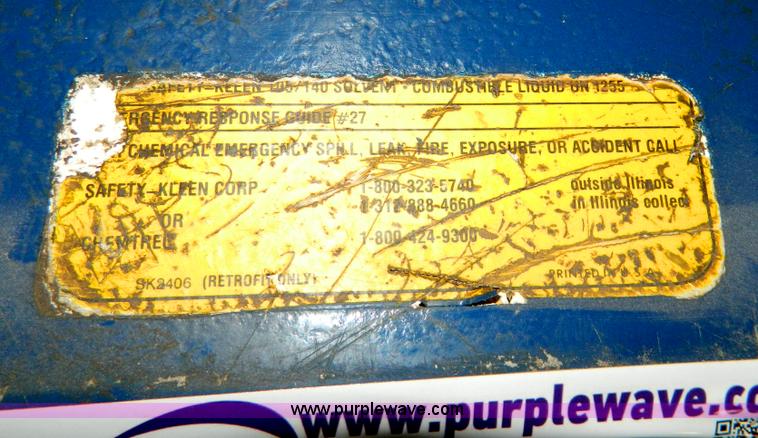 SAFETY-KLEEN 105/140 SOLVENT - COMBUSTIBLE LIQUID UN 1255
RGENCY RESPONSE GUIDE #27
CHEMICAL EMERGENCY SPILL, LEAK, FIRE, EXPOSURE, OR ACCIDENT CALL
SAFETY-KLEEN CORP 1-800-323-5740 outside Illinois
1-312-888-4660 in Illinois collect
OR
CHEMTREC 1-800-424-9300
SK2406 (RETROFIT ONLY) PRINTED IN U.S.A.
www.purplewave.com
www.purplewave.co